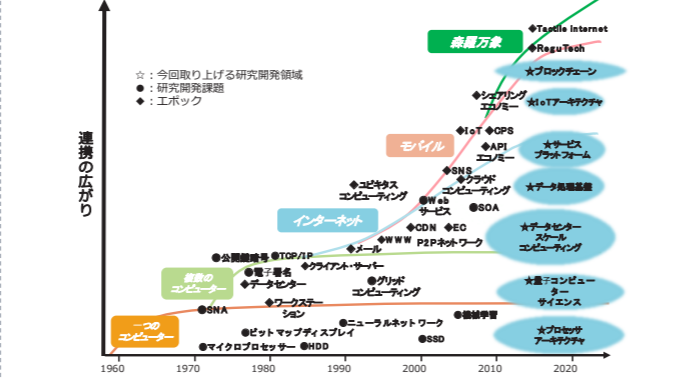 ◆Tactile Internet
森羅万象
◆ReguTech
★ブロックチェーン
☆：今回取り上げる研究開発領域
●：研究開発課題
◆：エポック
◆シェアリング
エコノミー
★IoTアーキテクチャ
連携の広がり
モバイル
◆IoT ◆CPS
◆API
エコノミー
★サービス
プラットフォーム
◆SNS
◆クラウド
コンピューティング
◆ユビキタス
コンピューティング
★データ処理基盤
●Web
サービス
●SOA
インターネット
◆CDN ◆EC
◆WWW
P2Pネットワーク
◆メール
★データセンター
スケール
コンピューティング
●公開鍵暗号
●TCP/IP
◆クライアント・サーバー
●電子署名
◆データセンター
複数の
コンピューター
●グリッド
コンピューティング
★量子コンピュー
ター
サイエンス
◆ワークステー
ション
●SNA
一つの
コンピューター
●機械学習
●ニューラルネットワーク
●ビットマップディスプレイ
●SSD
★プロセッサ
アーキテクチャ
●マイクロプロセッサー
●HDD
1960 1970 1980 1990 2000 2010 2020